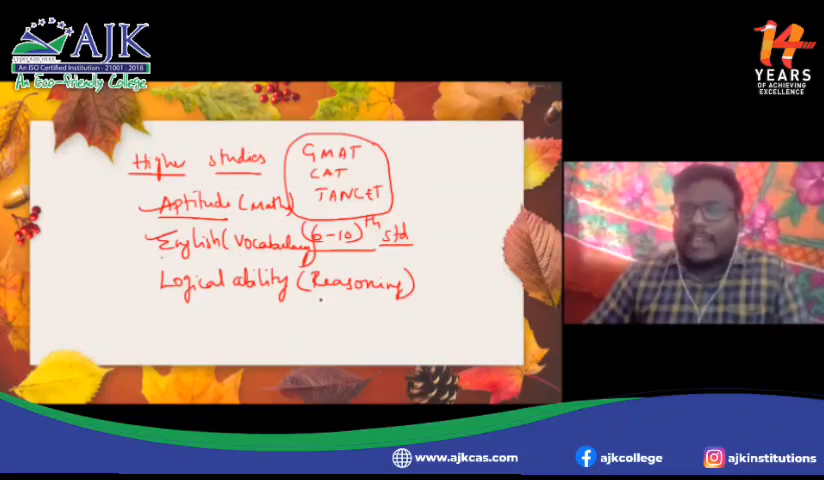 AJK
An ISO Certified Institution - 21001 : 2018
An Eco-friendly College
14
YEARS
OF ACHIEVING
EXCELLENCE
Higher studies
GMAT
CAT
TANCET
Aptitude (Math)
English (Vocabulary) (6-10)th std
Logical ability (Reasoning)
www.ajkcas.com
ajkcollege
ajkinstitutions